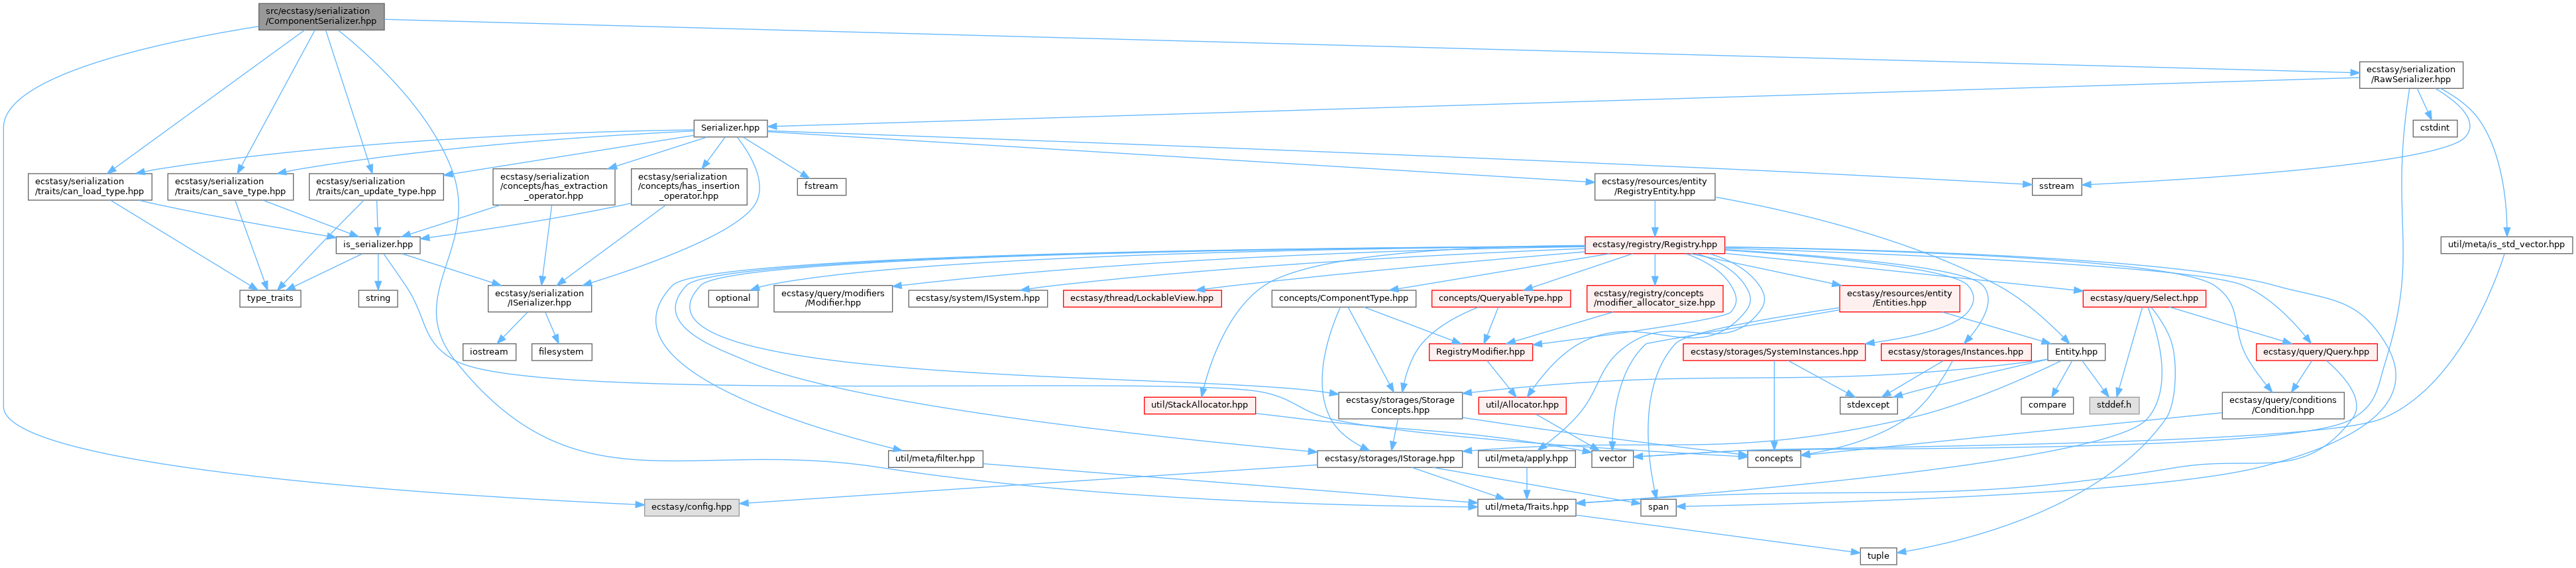 src/ecstasy/serialization
/ComponentSerializer.hpp
ecstasy/serialization
/RawSerializer.hpp
Serializer.hpp
cstdint
ecstasy/serialization
/traits/can_load_type.hpp
ecstasy/serialization
/traits/can_save_type.hpp
ecstasy/serialization
/traits/can_update_type.hpp
ecstasy/serialization
/concepts/has_extraction
_operator.hpp
ecstasy/serialization
/concepts/has_insertion
_operator.hpp
fstream
ecstasy/resources/entity
/RegistryEntity.hpp
sstream
is_serializer.hpp
ecstasy/registry/Registry.hpp
util/meta/is_std_vector.hpp
type_traits
string
ecstasy/serialization
/ISerializer.hpp
optional
ecstasy/query/modifiers
/Modifier.hpp
ecstasy/system/ISystem.hpp
ecstasy/thread/LockableView.hpp
concepts/ComponentType.hpp
concepts/QueryableType.hpp
ecstasy/registry/concepts
/modifier_allocator_size.hpp
ecstasy/resources/entity
/Entities.hpp
ecstasy/query/Select.hpp
iostream
filesystem
RegistryModifier.hpp
ecstasy/storages/SystemInstances.hpp
ecstasy/storages/Instances.hpp
Entity.hpp
ecstasy/query/Query.hpp
util/StackAllocator.hpp
ecstasy/storages/Storage
Concepts.hpp
util/Allocator.hpp
stdexcept
compare
stddef.h
ecstasy/query/conditions
/Condition.hpp
util/meta/filter.hpp
ecstasy/storages/IStorage.hpp
util/meta/apply.hpp
vector
concepts
ecstasy/config.hpp
util/meta/Traits.hpp
span
tuple